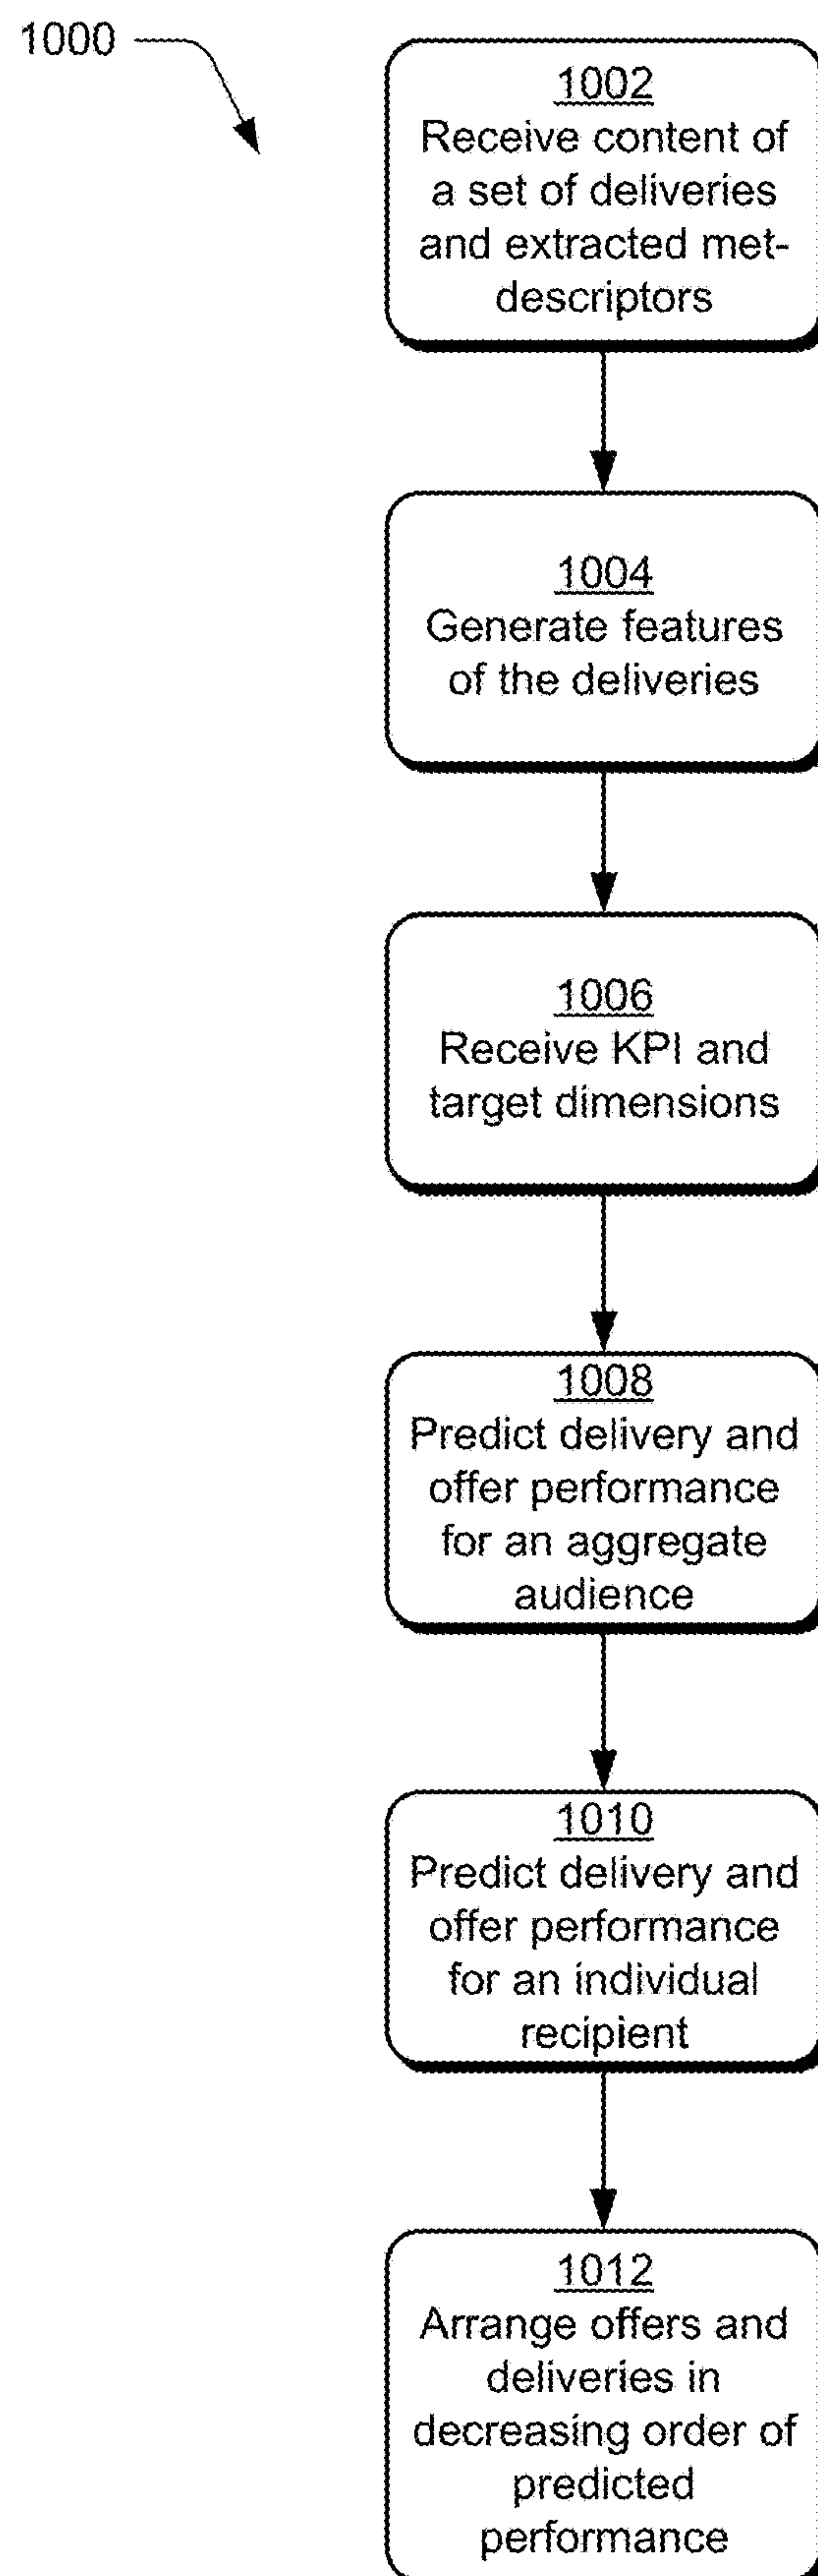 1000
1002
Receive content of
a set of deliveries
and extracted met-
descriptors
1004
Generate features
of the deliveries
1006
Receive KPI and
target dimensions
1008
Predict delivery and
offer performance
for an aggregate
audience
1010
Predict delivery and
offer performance
for an individual
recipient
1012
Arrange offers and
deliveries in
decreasing order of
predicted
performance